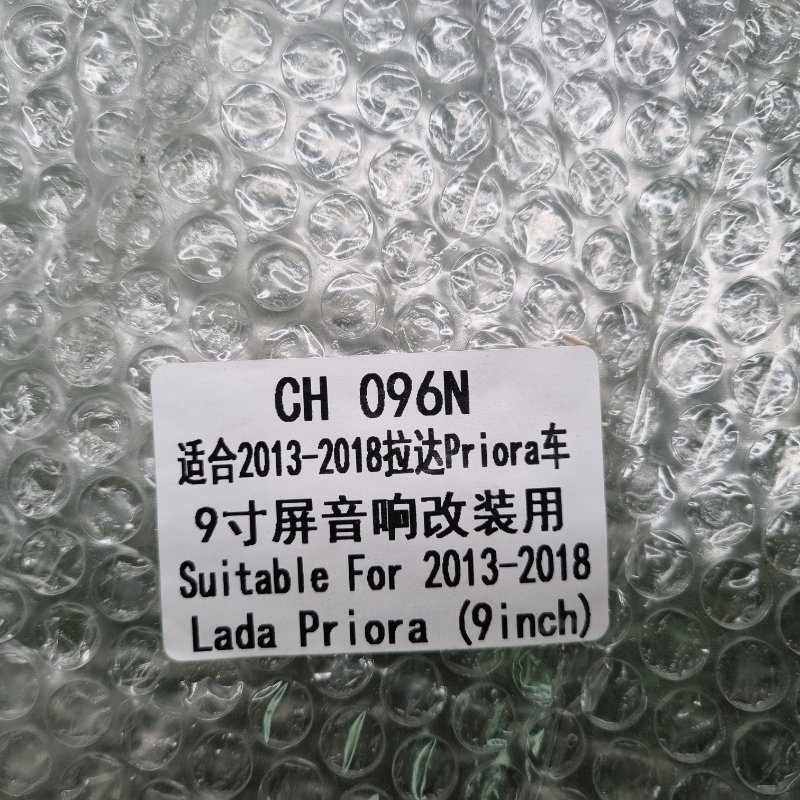 CH 096N
适合2013-2018拉达Priora车
9寸屏音响改装用
Suitable For 2013-2018
Lada Priora (9inch)